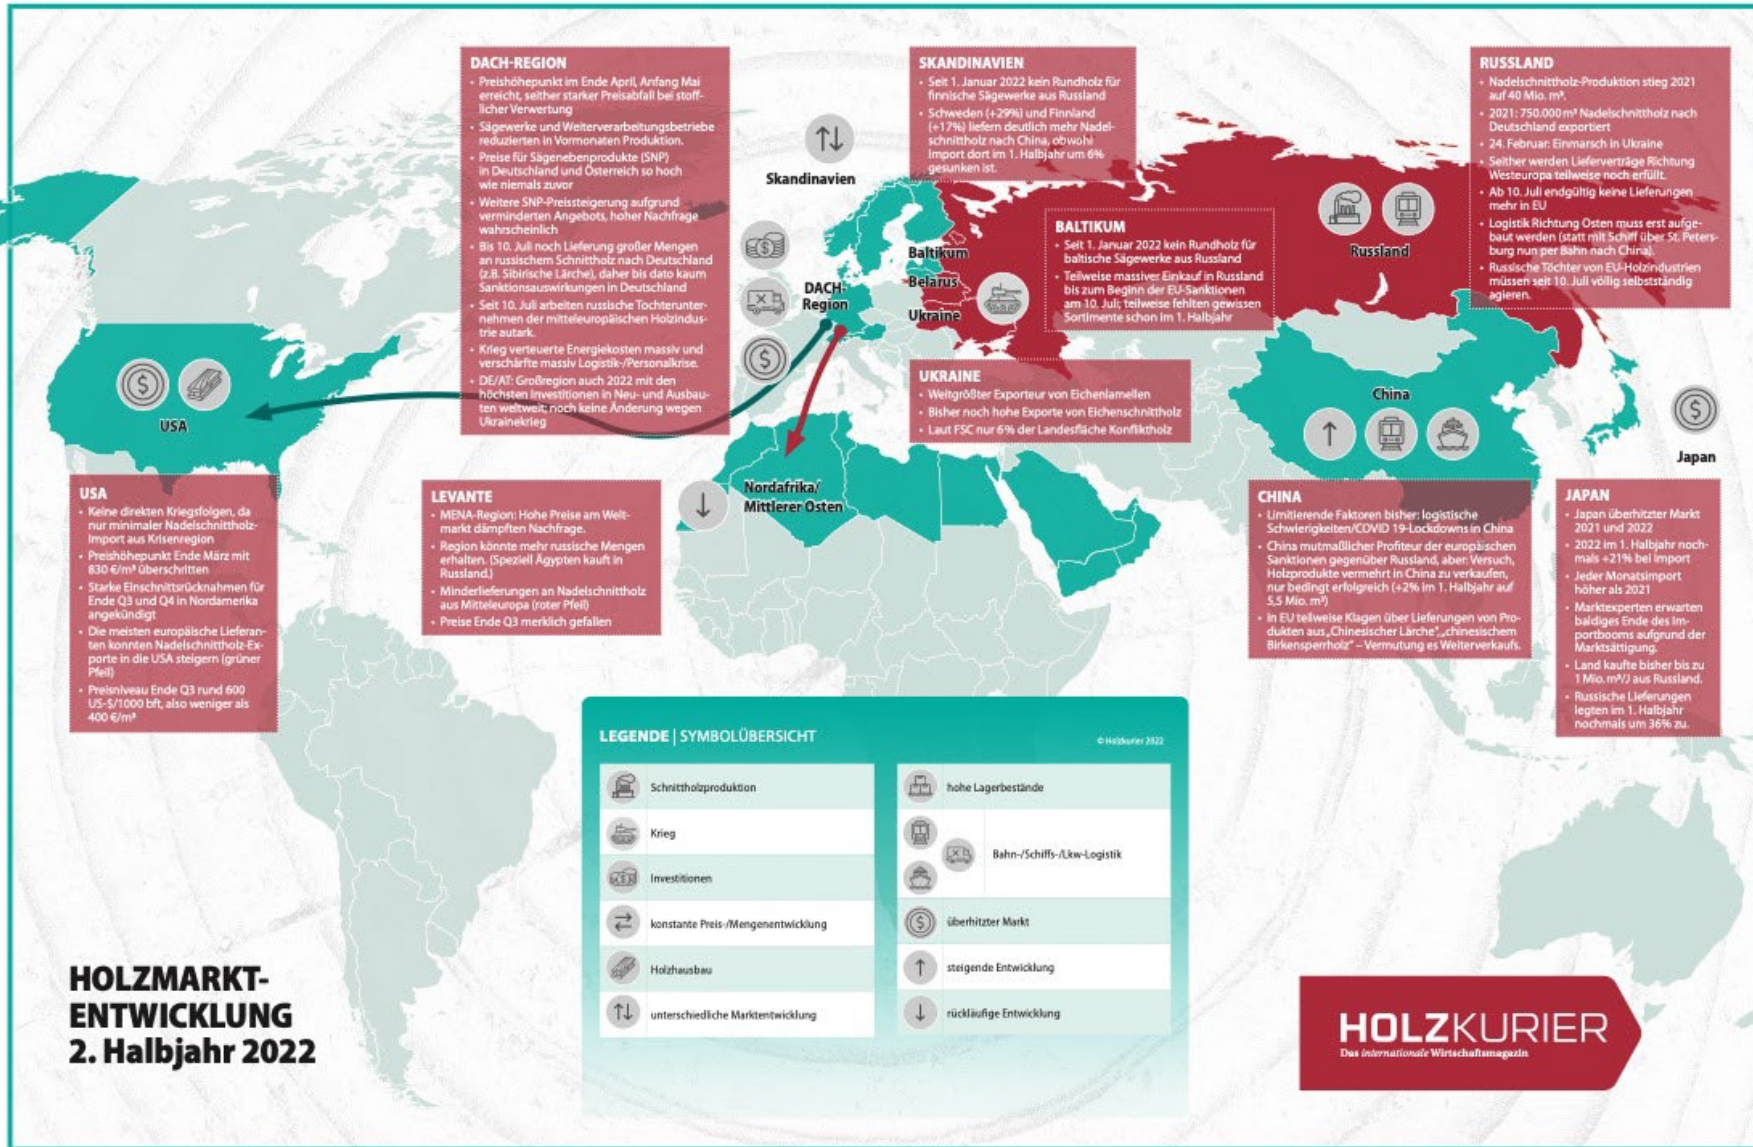 DACH-REGION
• Preishöhepunkt im Ende April, Anfang Mai
erreicht, seither starker Preisabfall bei stoff-
licher Verwertung
• Sägewerke und Weiterverarbeitungsbetriebe
reduzierten in Vormonaten Produktion.
• Preise für Sägenebenprodukte (SNP)
in Deutschland und Österreich so hoch
wie niemals zuvor
• Weitere SNP-Preissteigerung aufgrund
verminderten Angebots, hoher Nachfrage
wahrscheinlich
• Bis 10. Juli noch Lieferung großer Mengen
an russischem Schnittholz nach Deutschland
(z.B. Sibirische Lärche), daher bis dato kaum
Sanktionsauswirkungen in Deutschland
• Seit 10. Juli arbeiten russische Tochterunter-
nehmen der mitteleuropäischen Holzindus-
trie autark.
• Krieg verteuerte Energiekosten massiv und
verschärfte massiv Logistik-/Personalkrise.
• DE/AT: Großregion auch 2022 mit den
höchsten Investitionen in Neu- und Ausbau-
ten weltweit; noch keine Änderung wegen
Ukrainekrieg
SKANDINAVIEN
• Seit 1. Januar 2022 kein Rundholz für
finnische Sägewerke aus Russland
• Schweden (+29%) und Finnland
(+17%) liefern deutlich mehr Nadel-
schnittholz nach China, obwohl
Import dort im 1. Halbjahr um 6%
gesunken ist.
RUSSLAND
• Nadelschnittholz-Produktion stieg 2021
auf 40 Mio. m³.
• 2021: 750.000 m³ Nadelschnittholz nach
Deutschland exportiert
• 24. Februar: Einmarsch in Ukraine
• Seither werden Lieferverträge Richtung
Westeuropa teilweise noch erfüllt.
• Ab 10. Juli endgültig keine Lieferungen
mehr in EU
• Logistik Richtung Osten muss erst aufge-
baut werden (statt mit Schiff über St. Peters-
burg nun per Bahn nach China).
• Russische Töchter von EU-Holzindustrien
müssen seit 10. Juli völlig selbstständig
agieren.
BALTIKUM
• Seit 1. Januar 2022 kein Rundholz für
baltische Sägewerke aus Russland
• Teilweise massiver Einkauf in Russland
bis zum Beginn der EU-Sanktionen
am 10. Juli; teilweise fehlten gewissen
Sortimente schon im 1. Halbjahr
UKRAINE
• Weltgrößter Exporteur von Eichenlamellen
• Bisher noch hohe Exporte von Eichenschnittholz
• Laut FSC nur 6% der Landesfläche Konfliktholz
Skandinavien
Baltikum
Belarus
Ukraine
DACH-
Region
Russland
USA
China
Japan
Nordafrika/
Mittlerer Osten
USA
• Keine direkten Kriegsfolgen, da
nur minimaler Nadelschnittholz-
Import aus Krisenregion
• Preishöhepunkt Ende März mit
830 €/m³ überschritten
• Starke Einschnittsrücknahmen für
Ende Q3 und Q4 in Nordamerika
angekündigt
• Die meisten europäische Lieferan-
ten konnten Nadelschnittholz-Ex-
porte in die USA steigern (grüner
Pfeil)
• Preisniveau Ende Q3 rund 600
US-$/1000 bft, also weniger als
400 €/m³
LEVANTE
• MENA-Region: Hohe Preise am Welt-
markt dämpften Nachfrage.
• Region könnte mehr russische Mengen
erhalten. (Speziell Ägypten kauft in
Russland.)
• Minderlieferungen an Nadelschnittholz
aus Mitteleuropa (roter Pfeil)
• Preise Ende Q3 merklich gefallen
CHINA
• Limitierende Faktoren bisher: logistische
Schwierigkeiten/COVID 19-Lockdowns in China
• China mutmaßlicher Profiteur der europäischen
Sanktionen gegenüber Russland, aber: Versuch,
Holzprodukte vermehrt in China zu verkaufen,
nur bedingt erfolgreich (+2% im 1. Halbjahr auf
5,5 Mio. m³)
• In EU teilweise Klagen über Lieferungen von Pro-
dukten aus „Chinesischer Lärche", „chinesischem
Birkensperrholz" – Vermutung es Weiterverkaufs.
JAPAN
• Japan überhitzter Markt
2021 und 2022
• 2022 im 1. Halbjahr noch-
mals +21% bei Import
• Jeder Monatsimport
höher als 2021
• Marktexperten erwarten
baldiges Ende des Im-
portbooms aufgrund der
Marktsättigung.
• Land kaufte bisher bis zu
1 Mio. m³/J aus Russland.
• Russische Lieferungen
legten im 1. Halbjahr
nochmals um 36% zu.
LEGENDE | SYMBOLÜBERSICHT
© Holzkurier 2022
Schnittholzproduktion
Krieg
Investitionen
konstante Preis-/Mengenentwicklung
Holzhausbau
unterschiedliche Marktentwicklung
hohe Lagerbestände
Bahn-/Schiffs-/Lkw-Logistik
überhitzter Markt
steigende Entwicklung
rückläufige Entwicklung
HOLZMARKT-
ENTWICKLUNG
2. Halbjahr 2022
HOLZKURIER
Das internationale Wirtschaftsmagazin